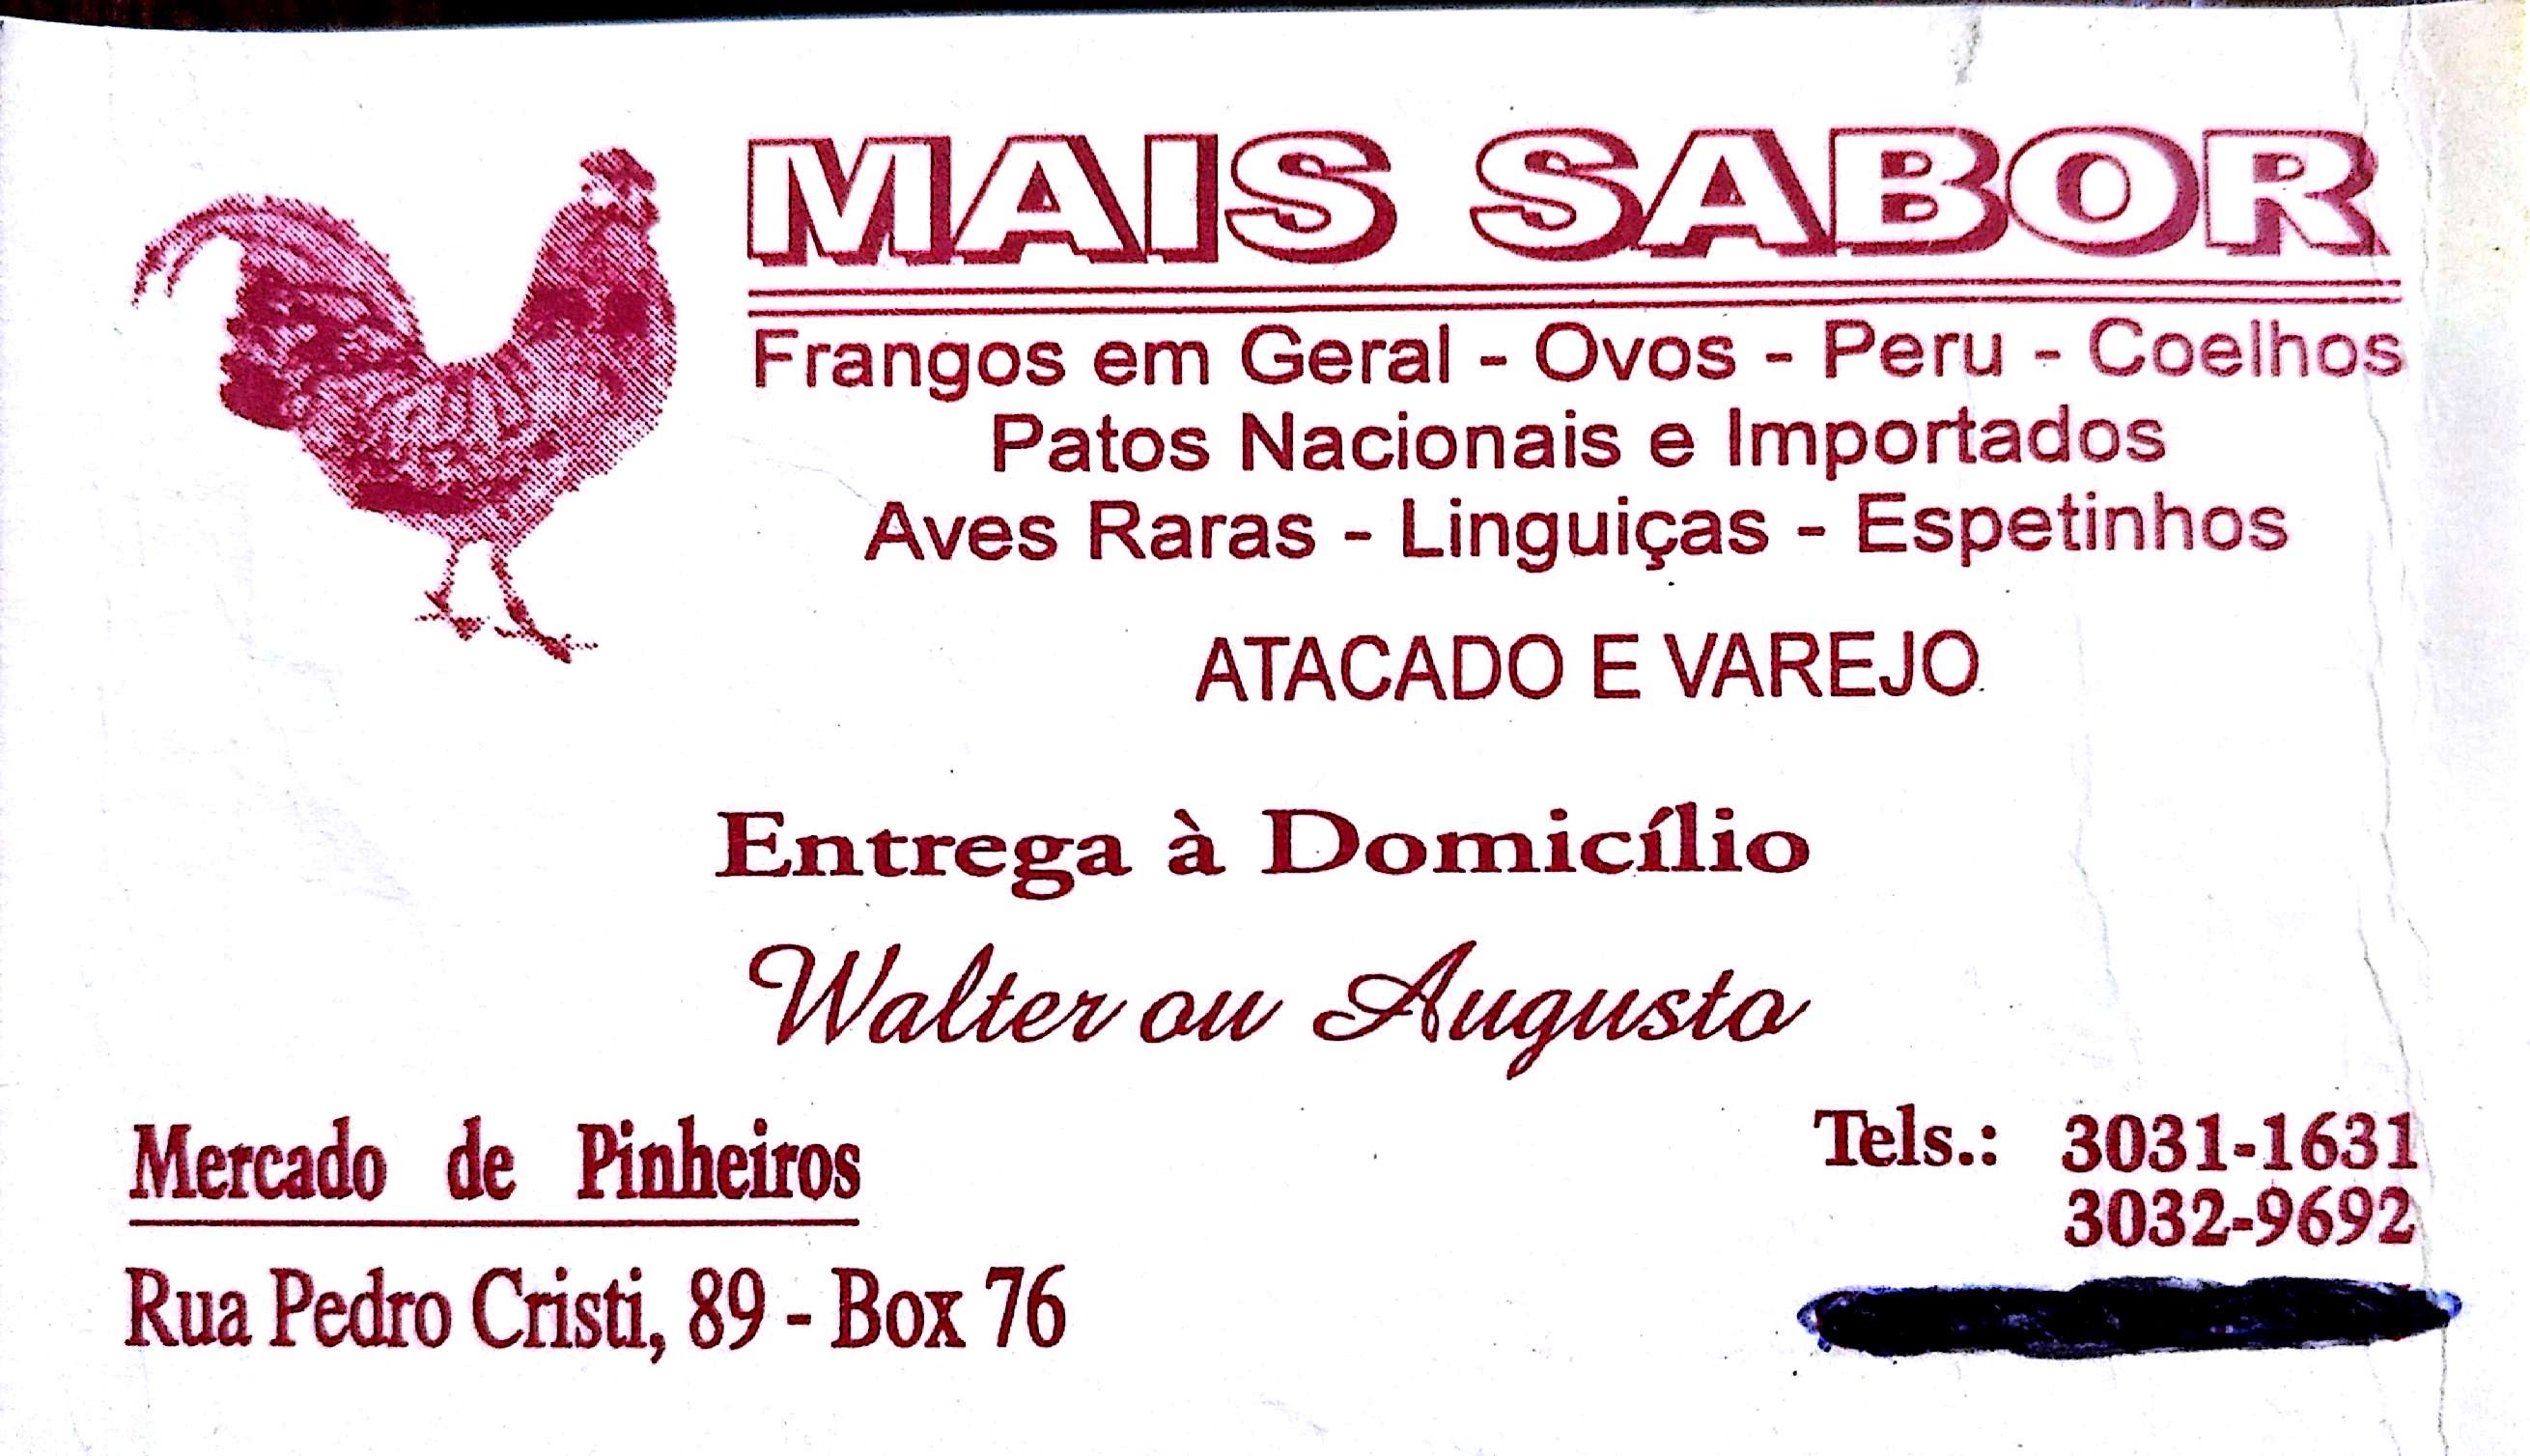 MAIS SABOR
Frangos em Geral - Ovos - Peru - Coelhos
Patos Nacionais e Importados
Aves Raras - Linguiças - Espetinhos
ATACADO E VAREJO
Entrega à Domicílio
Walter ou Augusto
Mercado de Pinheiros
Rua Pedro Cristi, 89 - Box 76
Tels.: 3031-1631
3032-9692